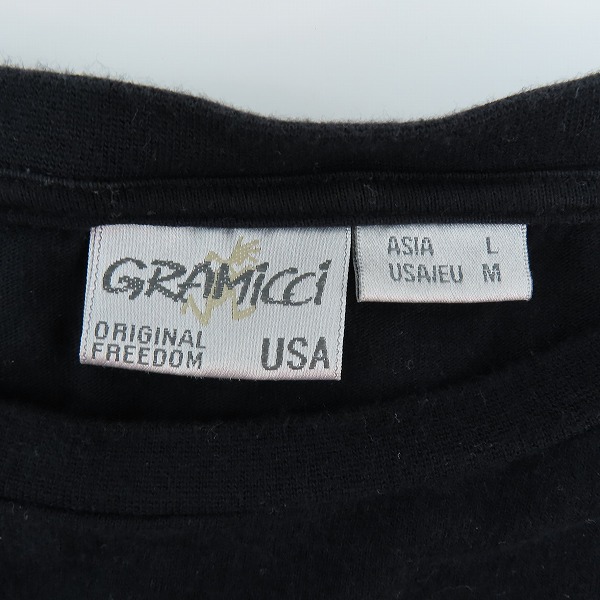 GRAMiCCi
ORIGINAL
FREEDOM
USA
ASIA L
USA/EU M